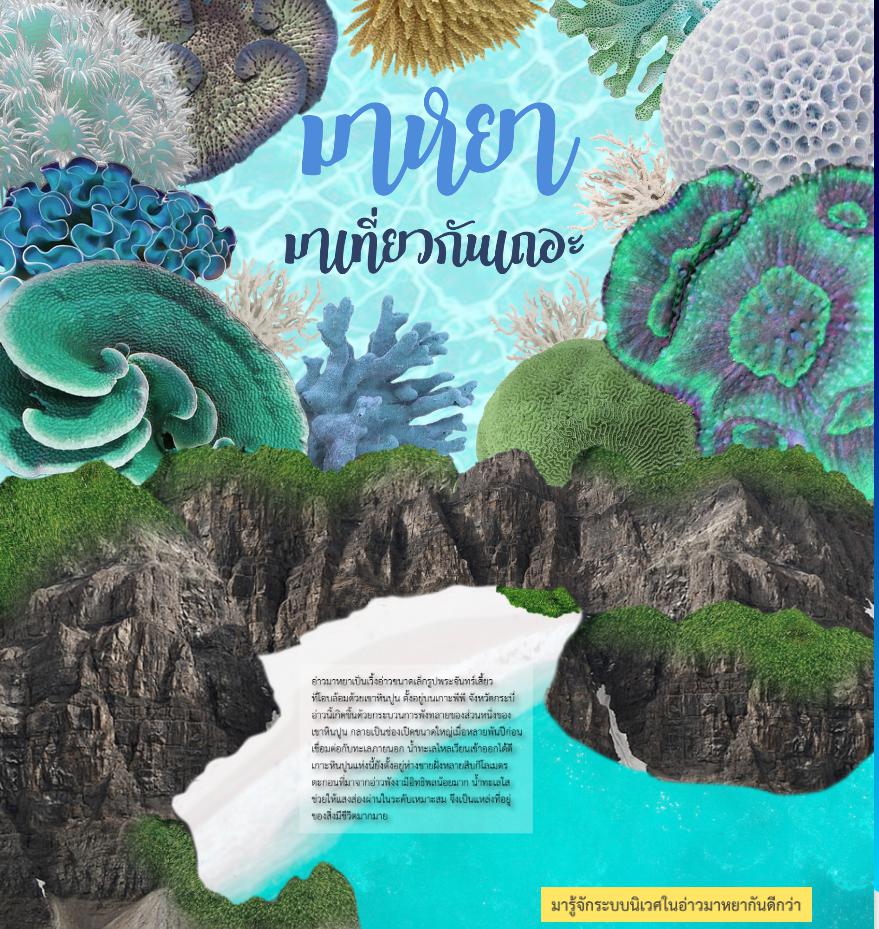 มาหยา
มาเที่ยวกันเถอะ
อ่าวมาหยาเป็นเวิ้งอ่าวขนาดเล็กรูปพระจันทร์เสี้ยว
ที่โอบล้อมด้วยเขาหินปูน ตั้งอยู่บนเกาะพีพี จังหวัดกระบี่
อ่าวนี้เกิดขึ้นด้วยกระบวนการพังทลายของส่วนหนึ่งของ
เขาหินปูน กลายเป็นช่องเปิดขนาดใหญ่เมื่อหลายพันปีก่อน
เชื่อมต่อกับทะเลภายนอก น้ำทะเลไหลเวียนเข้าออกได้ดี
เกาะหินปูนแห่งนี้ยังตั้งอยู่ห่างชายฝั่งหลายสิบกิโลเมตร
ตะกอนที่มาจากอ่าวพังงามีอิทธิพลน้อยมาก น้ำทะเลใส
ช่วยให้แสงส่องผ่านในระดับเหมาะสม จึงเป็นแหล่งที่อยู่
ของสิ่งมีชีวิตมากมาย
มารู้จักระบบนิเวศในอ่าวมาหยากันดีกว่า